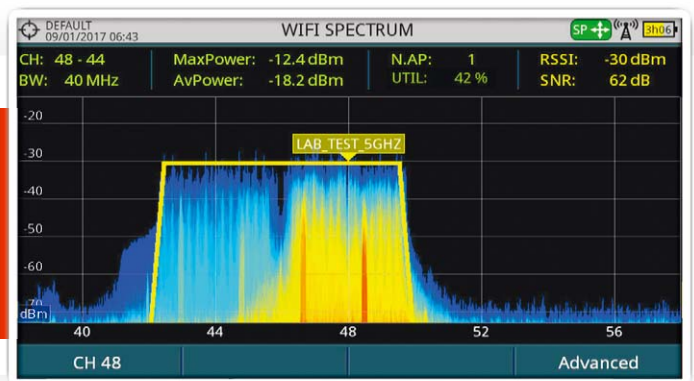 DEFAULT
09/01/2017 06:43
WIFI SPECTRUM
SP
3h06
CH: 48 - 44
MaxPower: -12.4 dBm
N.AP: 1
RSSI: -30 dBm
BW: 40 MHz
AvPower: -18.2 dBm
UTIL: 42 %
SNR: 62 dB
-20
LAB_TEST_5GHZ
-30
-40
-50
-60
-70
dBm
40 44 48 52 56
CH 48
Advanced